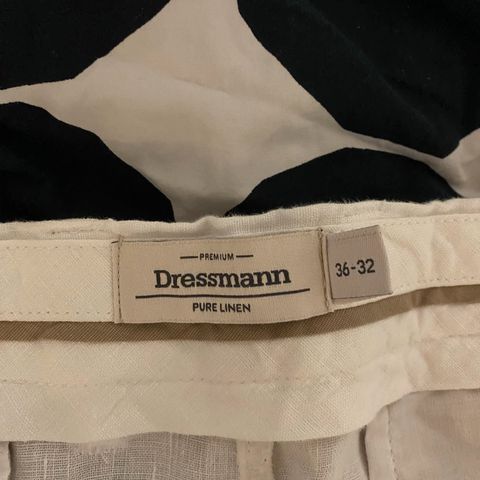 PREMIUM
Dressmann
PURE LINEN
36-32